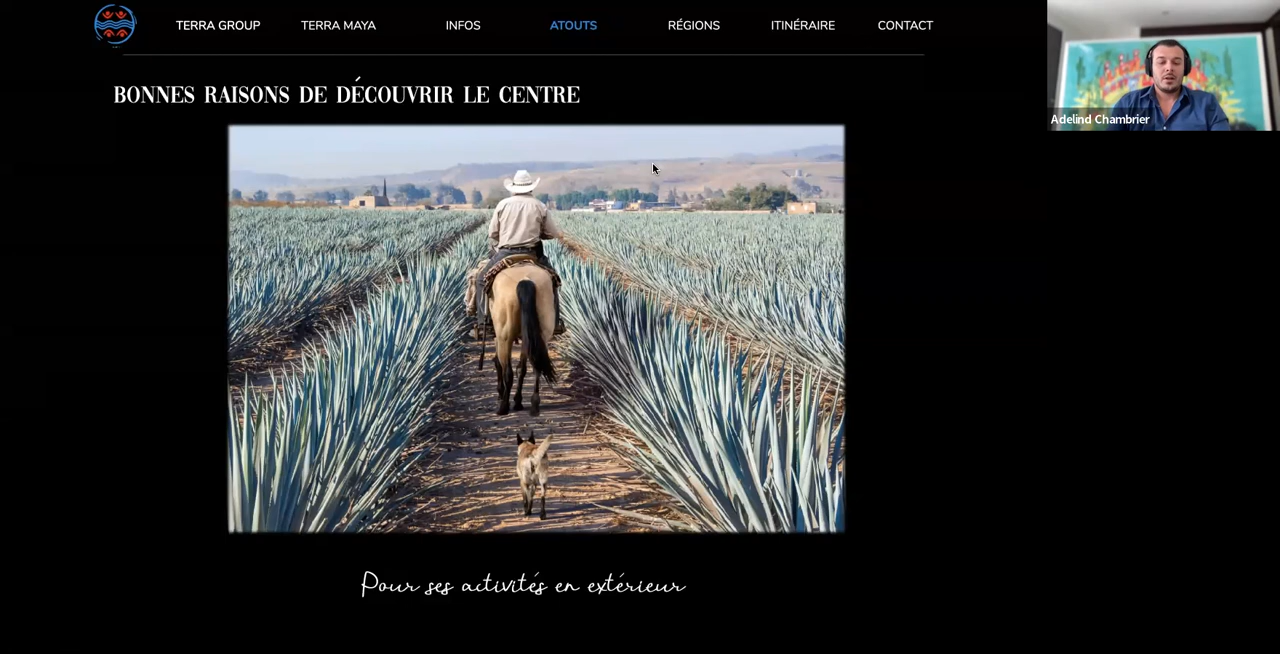 TERRA GROUP
TERRA MAYA
INFOS
ATOUTS
RÉGIONS
ITINÉRAIRE
CONTACT
Adelind Chambrier
BONNES RAISONS DE DÉCOUVRIR LE CENTRE
Pour ses activités en extérieur